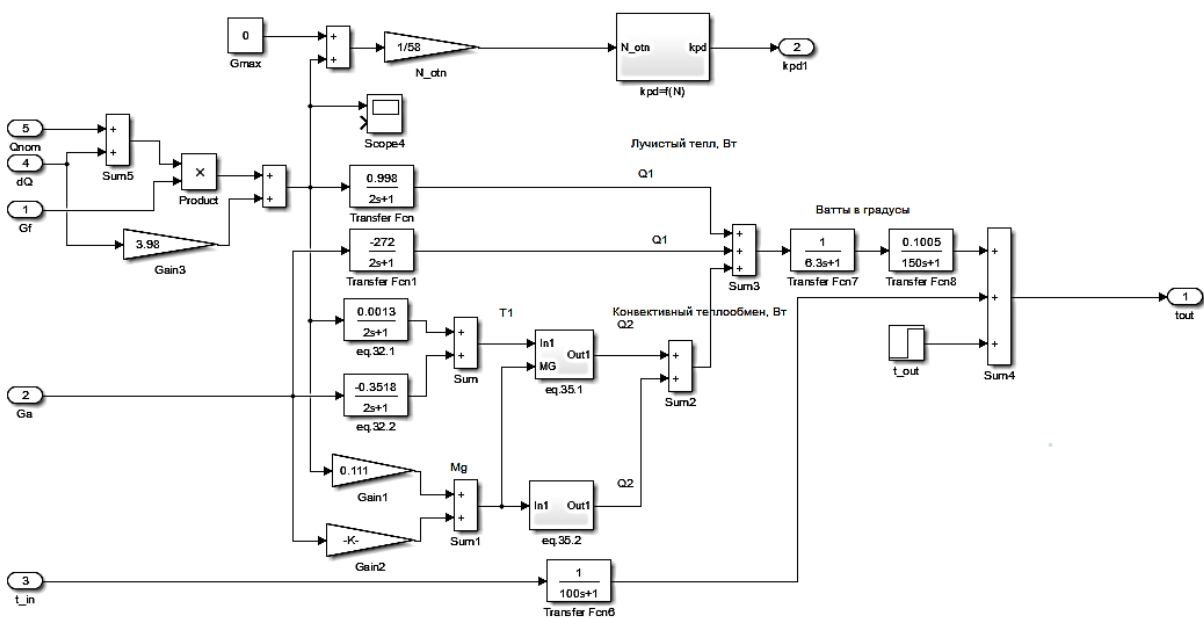 0
Gmax
+
+
1/58
N_otn
N_otn
kpd
kpd=f(N)
2
kpd1
Scope4
5
Qnom
4
dQ
1
Gf
+
+
Sum5
×
Product
3.98
Gain3
+
+
Лучистый тепл, Вт
0.998
2s+1
Transfer Fcn
Q1
-272
2s+1
Transfer Fcn1
Q1
+
+
+
Sum3
Ватты в градусы
1
6.3s+1
Transfer Fcn7
0.1005
150s+1
Transfer Fcn8
+
+
+
Sum4
1
tout
t_out
0.0013
2s+1
eq.32.1
-0.3518
2s+1
eq.32.2
+
+
Sum
T1
In1
MG
Out1
eq.35.1
Конвективный теплообмен, Вт
Q2
+
+
Sum2
2
Ga
0.111
Gain1
-K-
Gain2
Mg
+
+
Sum1
In1
Out1
eq.35.2
Q2
3
t_in
1
100s+1
Transfer Fcn6